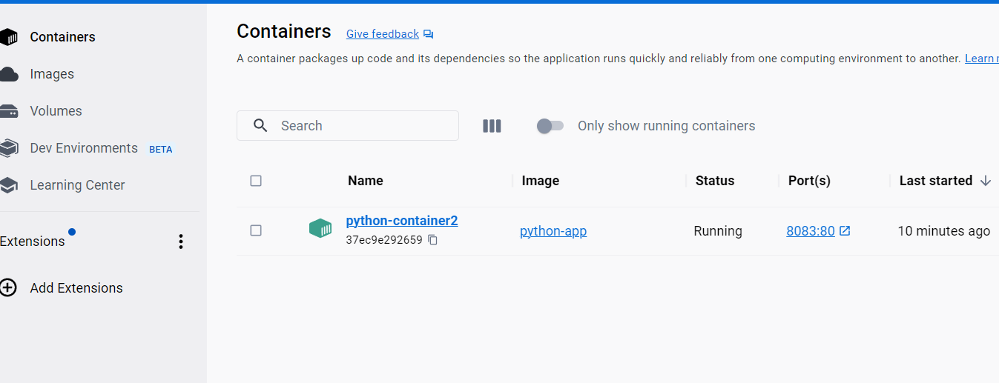 Containers
Images
Volumes
Dev Environments BETA
Learning Center
Extensions
Add Extensions
Containers Give feedback
A container packages up code and its dependencies so the application runs quickly and reliably from one computing environment to another. Learn
Search Only show running containers
Name Image Status Port(s) Last started
python-container2 python-app Running 8083:80 10 minutes ago
37ec9e292659